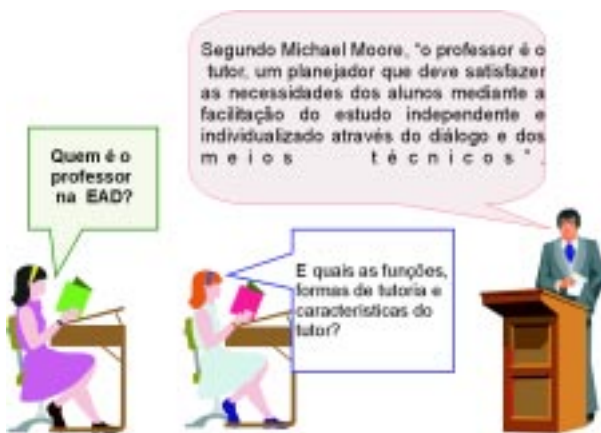 Segundo Michael Moore, "o professor é o
tutor, um planejador que deve satisfazer
as necessidades dos alunos mediante a
facilitação do estudo independente e
individualizado através do diálogo e dos
meios técnicos".
Quem é o
professor
na EAD?
E quais as funções,
formas de tutoria e
características do
tutor?